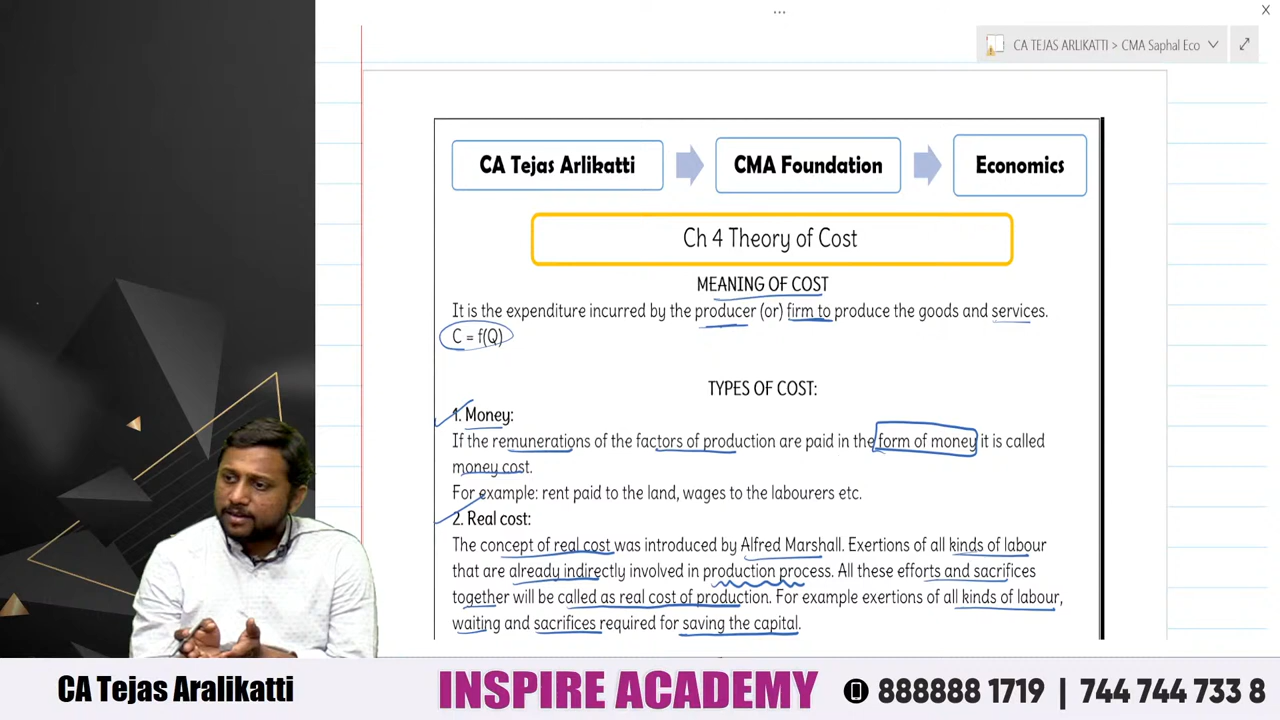 ...
CA TEJAS ARLIKATTI > CMA Saphal Eco
CA Tejas Arlikatti
CMA Foundation
Economics
Ch 4 Theory of Cost
MEANING OF COST
It is the expenditure incurred by the producer (or) firm to produce the goods and services.
C = f(Q)
TYPES OF COST:
1. Money:
If the remunerations of the factors of production are paid in the form of money it is called
money cost.
For example: rent paid to the land, wages to the labourers etc.
2. Real cost:
The concept of real cost was introduced by Alfred Marshall. Exertions of all kinds of labour
that are already indirectly involved in production process. All these efforts and sacrifices
together will be called as real cost of production. For example exertions of all kinds of labour,
waiting and sacrifices required for saving the capital.
CA Tejas Aralikatti
INSPIRE ACADEMY
888888 1719 | 744 744 733 8